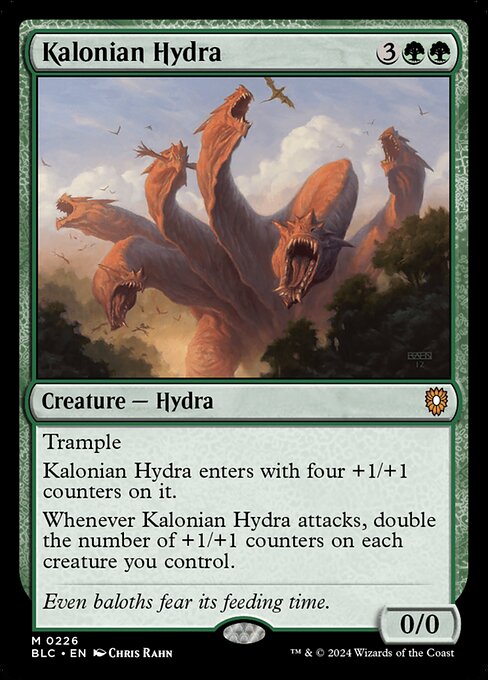 Kalonian Hydra 3
RAHN
12
Creature — Hydra
Trample
Kalonian Hydra enters with four +1/+1
counters on it.
Whenever Kalonian Hydra attacks, double
the number of +1/+1 counters on each
creature you control.
Even baloths fear its feeding time.
0/0
M 0226
BLC • EN Chris Rahn
™ & © 2024 Wizards of the Coast